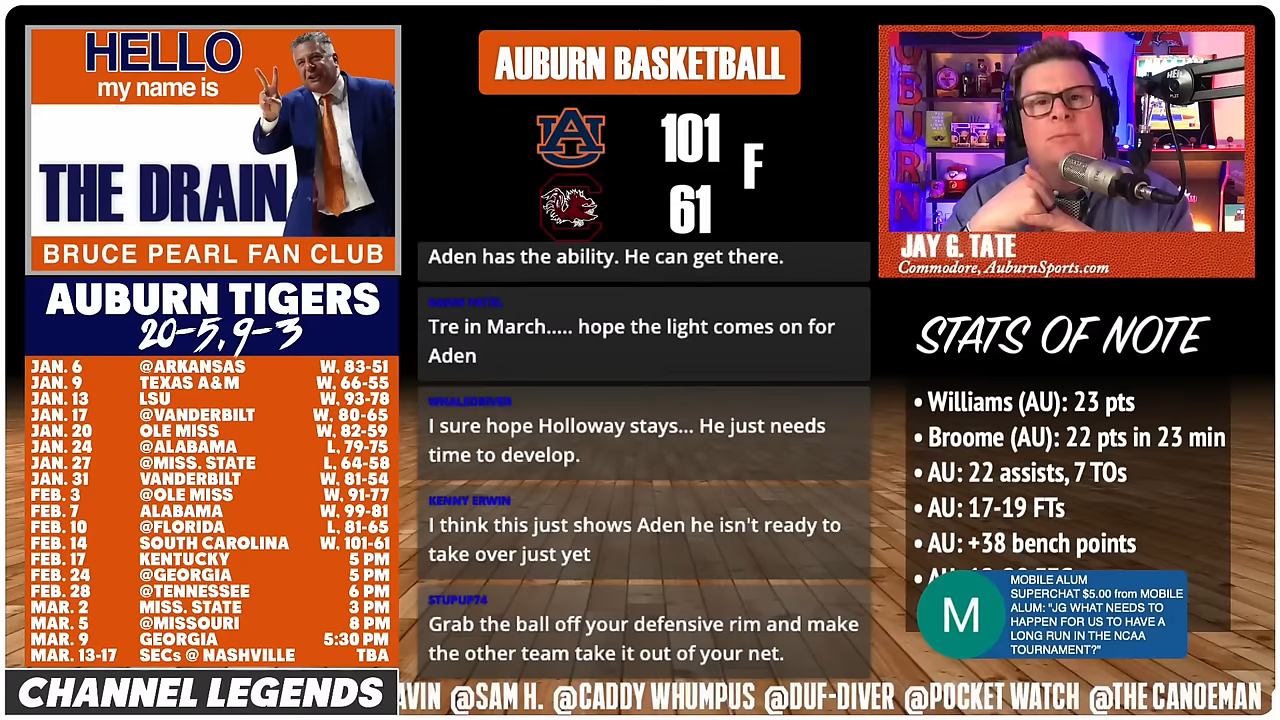 HELLO
my name is
THE DRAIN
BRUCE PEARL FAN CLUB
AUBURN TIGERS
20-5, 9-3
JAN. 6 @ARKANSAS W, 83-51
JAN. 9 TEXAS A&M W, 66-55
JAN. 13 LSU W, 93-78
JAN. 17 @VANDERBILT W, 80-65
JAN. 20 OLE MISS W, 82-59
JAN. 24 @ALABAMA L, 79-75
JAN. 27 @MISS. STATE L, 64-58
JAN. 31 VANDERBILT W, 81-54
FEB. 3 @OLE MISS W, 91-77
FEB. 7 ALABAMA W, 99-81
FEB. 10 @FLORIDA L, 81-65
FEB. 14 SOUTH CAROLINA W, 101-61
FEB. 17 KENTUCKY 5 PM
FEB. 24 @GEORGIA 5 PM
FEB. 28 @TENNESSEE 6 PM
MAR. 2 MISS. STATE 3 PM
MAR. 5 @MISSOURI 8 PM
MAR. 9 GEORGIA 5:30 PM
MAR. 13-17 SECs @ NASHVILLE TBA
CHANNEL LEGENDS
AUBURN BASKETBALL
AU 101
F
C 61
Aden has the ability. He can get there.
Tre in March..... hope the light comes on for
Aden
WHALEDRIVER
I sure hope Holloway stays... He just needs
time to develop.
KENNY ERWIN
I think this just shows Aden he isn't ready to
take over just yet
STUPUP74
Grab the ball off your defensive rim and make
the other team take it out of your net.
AUBURN
JAY G. TATE
Commodore, AuburnSports.com
STATS OF NOTE
• Williams (AU): 23 pts
• Broome (AU): 22 pts in 23 min
• AU: 22 assists, 7 TOs
• AU: 17-19 FTs
• AU: +38 bench points
M
MOBILE ALUM
SUPERCHAT $5.00 from MOBILE
ALUM: "JG WHAT NEEDS TO
HAPPEN FOR US TO HAVE A
LONG RUN IN THE NCAA
TOURNAMENT?"
AVIN @SAM H. @CADDY WHUMPUS @DUF-DIVER @POCKET WATCH @THE CANOEMAN